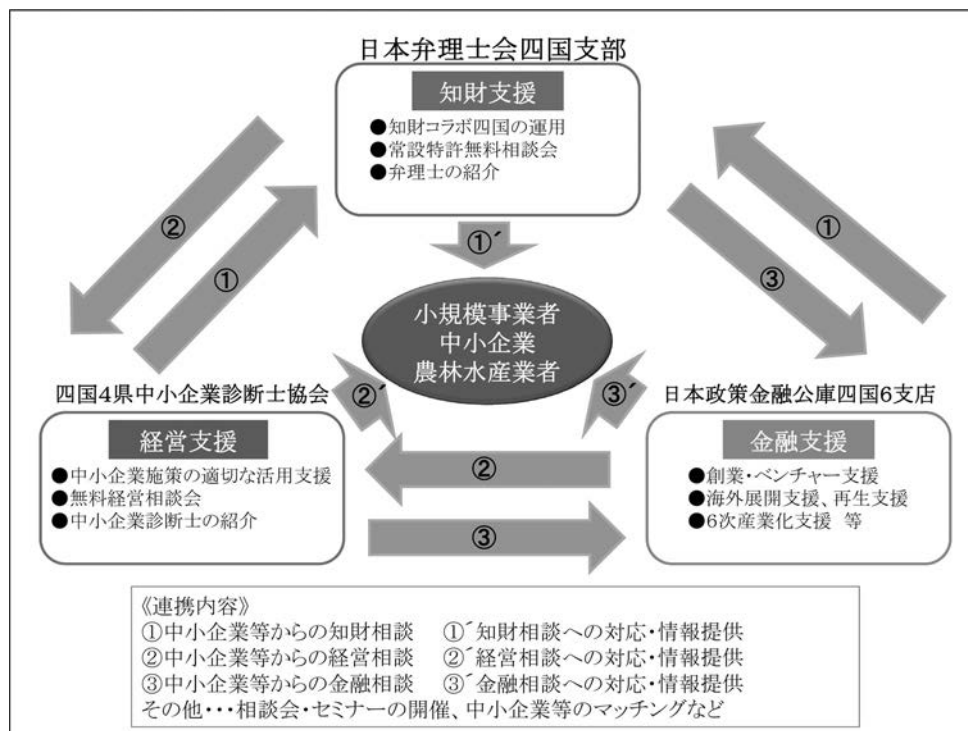 日本弁理士会四国支部
知財支援
●知財コラボ四国の運用
●常設特許無料相談会
●弁理士の紹介
②
①
①´
①
③
小規模事業者
中小企業
農林水産業者
四国4県中小企業診断士協会
②´
③´
日本政策金融公庫四国6支店
経営支援
●中小企業施策の適切な活用支援
●無料経営相談会
●中小企業診断士の紹介
②
③
金融支援
●創業・ベンチャー支援
●海外展開支援、再生支援
●6次産業化支援 等
《連携内容》
①中小企業等からの知財相談 ①´知財相談への対応・情報提供
②中小企業等からの経営相談 ②´経営相談への対応・情報提供
③中小企業等からの金融相談 ③´金融相談への対応・情報提供
その他・・・相談会・セミナーの開催、中小企業等のマッチングなど